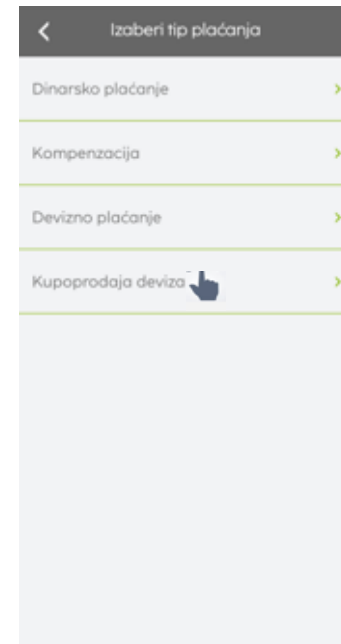 Izaberi tip plaćanja
Dinarsko plaćanje
Kompenzacija
Devizno plaćanje
Kupoprodaja deviza